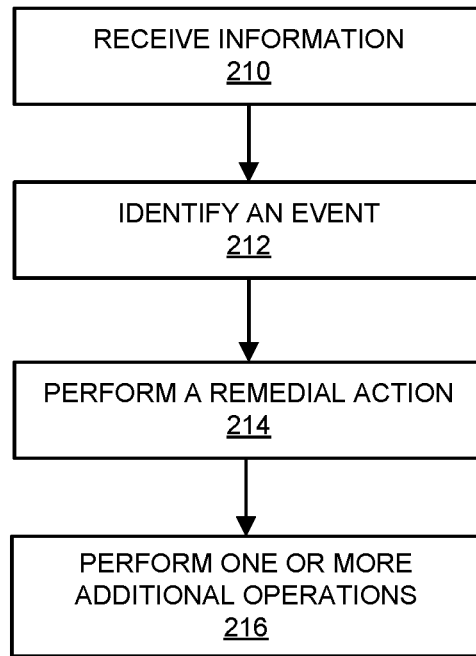 RECEIVE INFORMATION
210
IDENTIFY AN EVENT
212
PERFORM A REMEDIAL ACTION
214
PERFORM ONE OR MORE
ADDITIONAL OPERATIONS
216